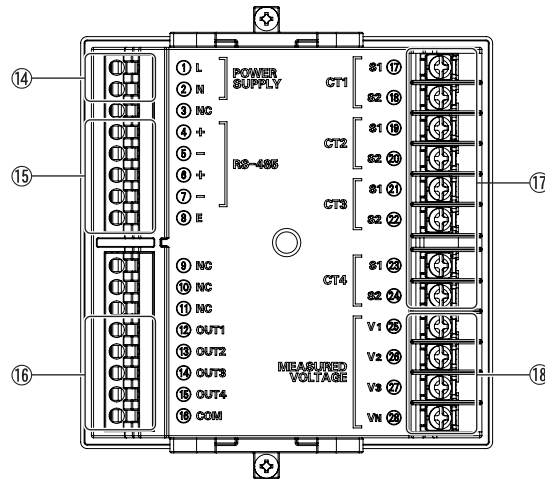 ① L
② N
POWER SUPPLY
③ NC
④ +
⑤ −
⑥ +
⑦ −
RS-485
⑧ E
⑨ NC
⑩ NC
⑪ NC
⑫ OUT1
⑬ OUT2
⑭ OUT3
⑮ OUT4
⑯ COM
CT1
S1 ⑰
S2 ⑱
CT2
S1 ⑲
S2 ⑳
CT3
S1 ㉑
S2 ㉒
CT4
S1 ㉓
S2 ㉔
MEASURED VOLTAGE
V1 ㉕
V2 ㉖
V3 ㉗
VN ㉘
⑭
⑮
⑯
⑰
⑱